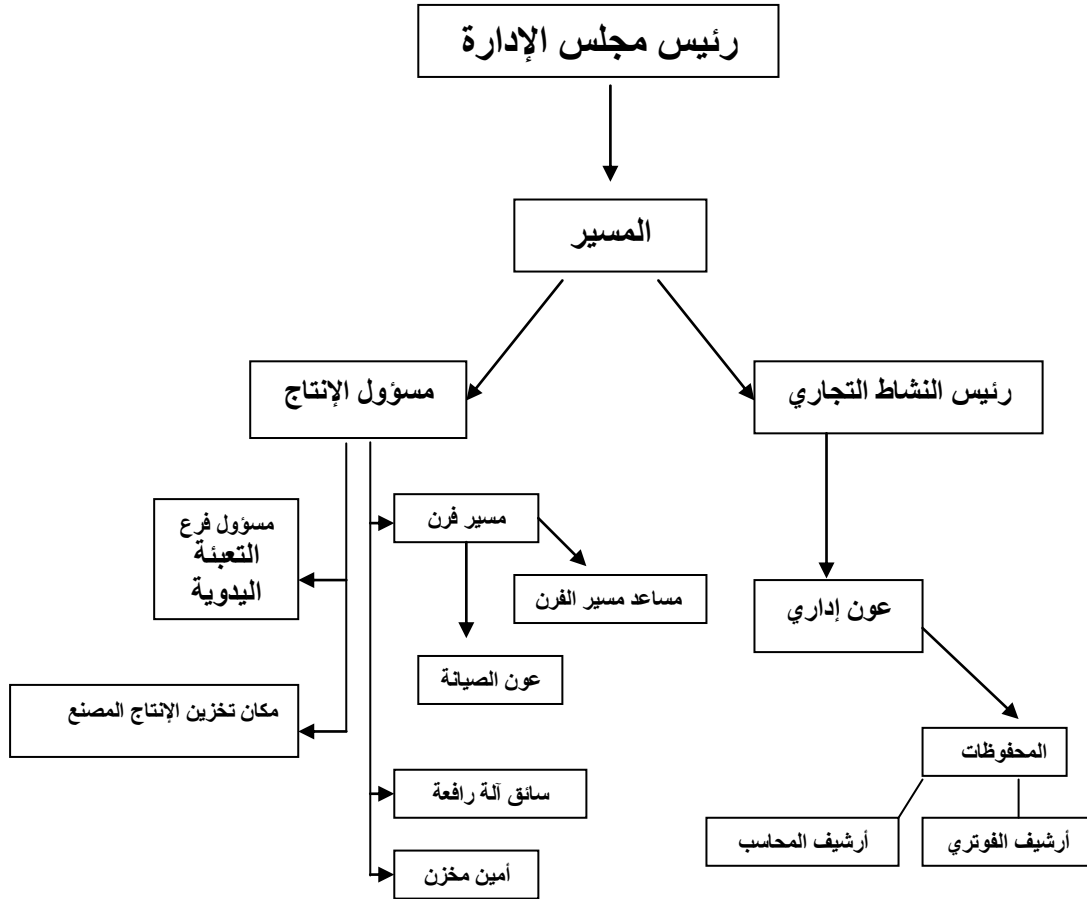 رئيس مجلس الإدارة
المسير
رئيس النشاط التجاري
مسؤول الإنتاج
مسؤول فرع
التعبئة
اليدوية
مسير فرن
مساعد مسير الفرن
عون إداري
عون الصيانة
مكان تخزين الإنتاج المصنع
المحفوظات
سائق آلة رافعة
أرشيف الفوتري
أرشيف المحاسب
أمين مخزن